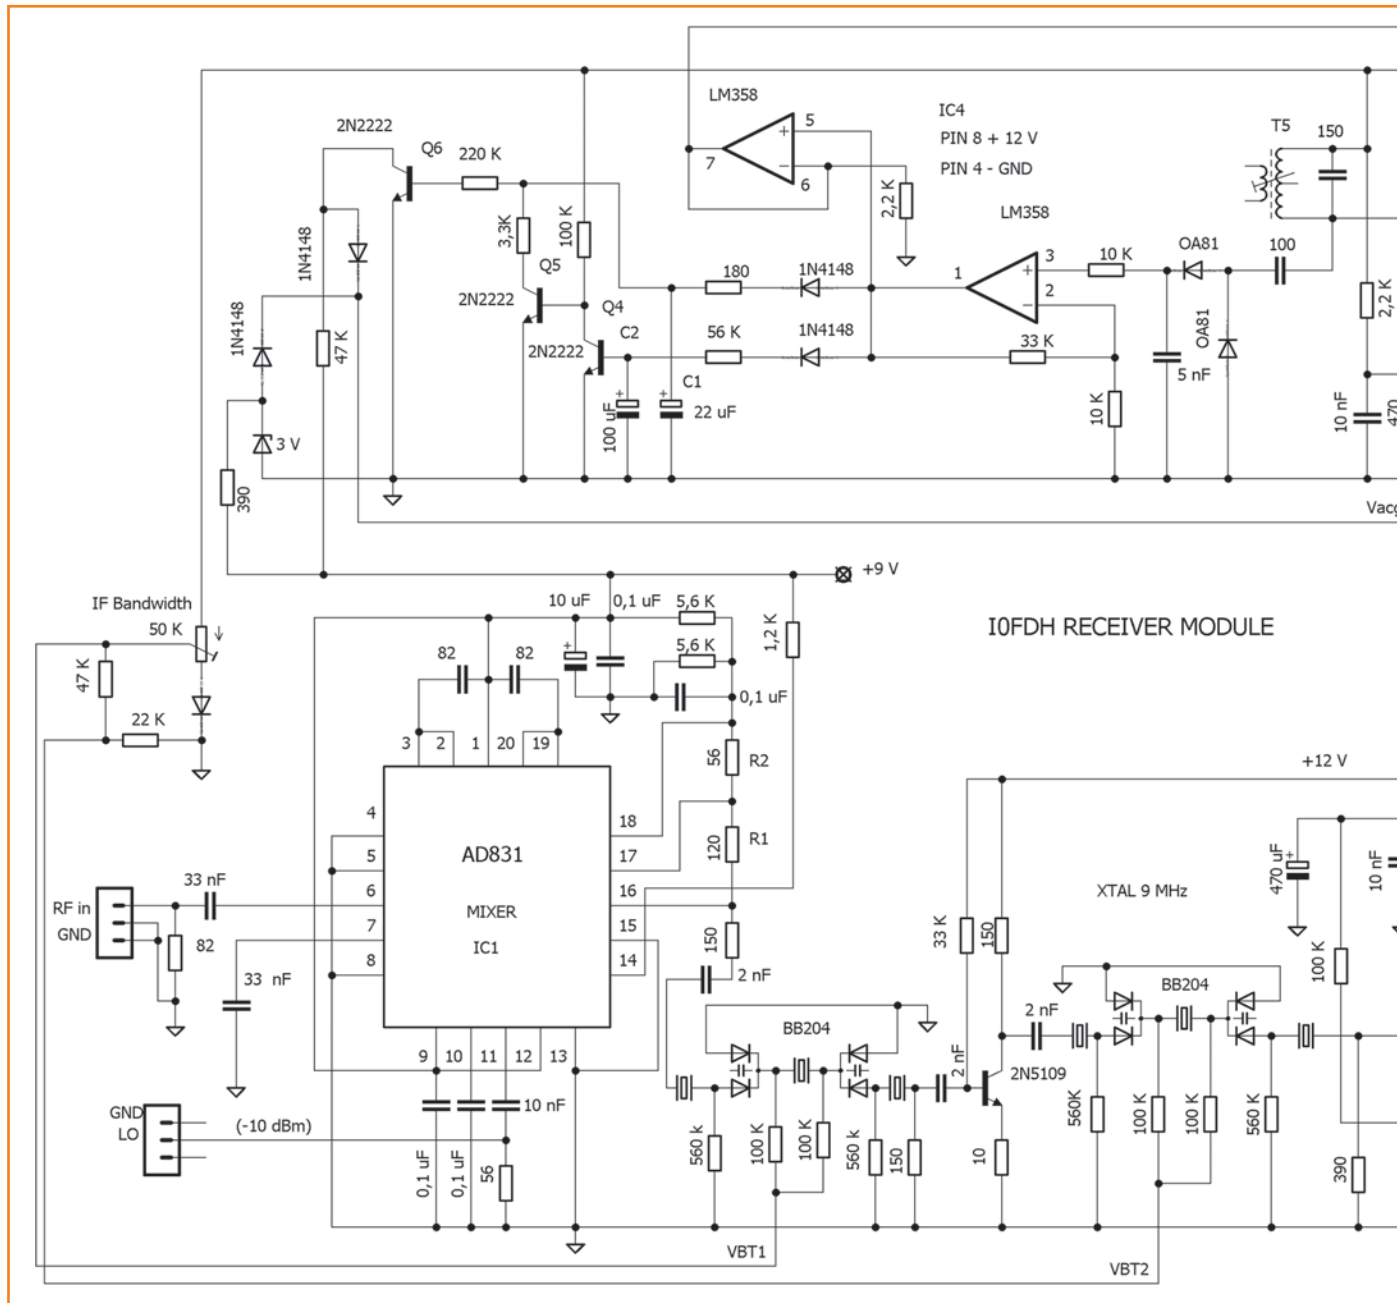 LM358
5
7
6
IC4
PIN 8 + 12 V
PIN 4 - GND
T5
150
2N2222
Q6
220 K
3,3K
100 K
2,2 K
LM358
1N4148
Q5
2N2222
180
1N4148
1
3
2
10 K
OA81
100
2,2 K
1N4148
47 K
Q4
2N2222
C2
56 K
1N4148
33 K
OA81
5 nF
C1
22 uF
100 uF
10 K
10 nF
470
3 V
390
Vacg
+9 V
IF Bandwidth
50 K
10 uF
0,1 uF
5,6 K
5,6 K
1,2 K
I0FDH RECEIVER MODULE
47 K
22 K
82
82
0,1 uF
3
2
1
20
19
56
R2
+12 V
4
5
6
7
8
18
17
16
15
14
AD831
MIXER
IC1
120
R1
470 uF
10 nF
33 nF
RF in
GND
82
33 nF
150
2 nF
33 K
150
XTAL 9 MHz
100 K
BB204
2 nF
BB204
2 nF
2N5109
9
10
11
12
13
10 nF
GND
LO
(-10 dBm)
0,1 uF
0,1 uF
56
560 k
100 K
100 K
560 k
150
10
560K
100 K
100 K
560 K
390
VBT1
VBT2